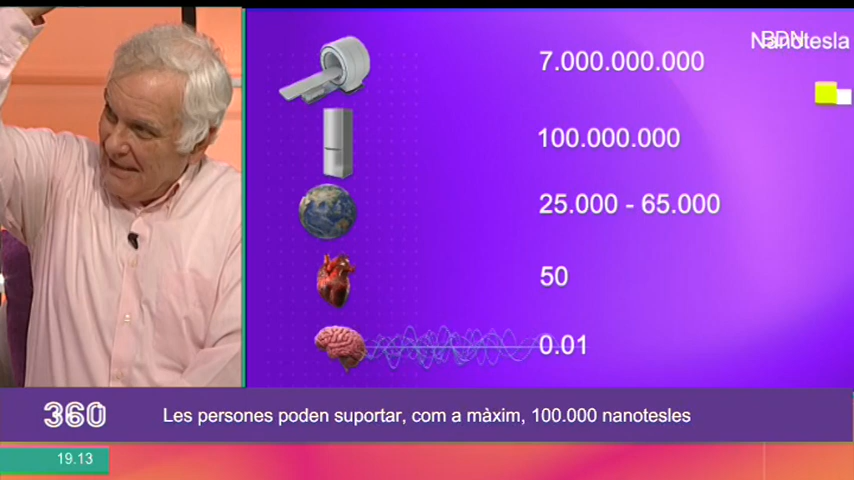 BDN
Nanotesla
7.000.000.000
100.000.000
25.000 - 65.000
50
0.01
360
Les persones poden suportar, com a màxim, 100.000 nanotesles
19.13